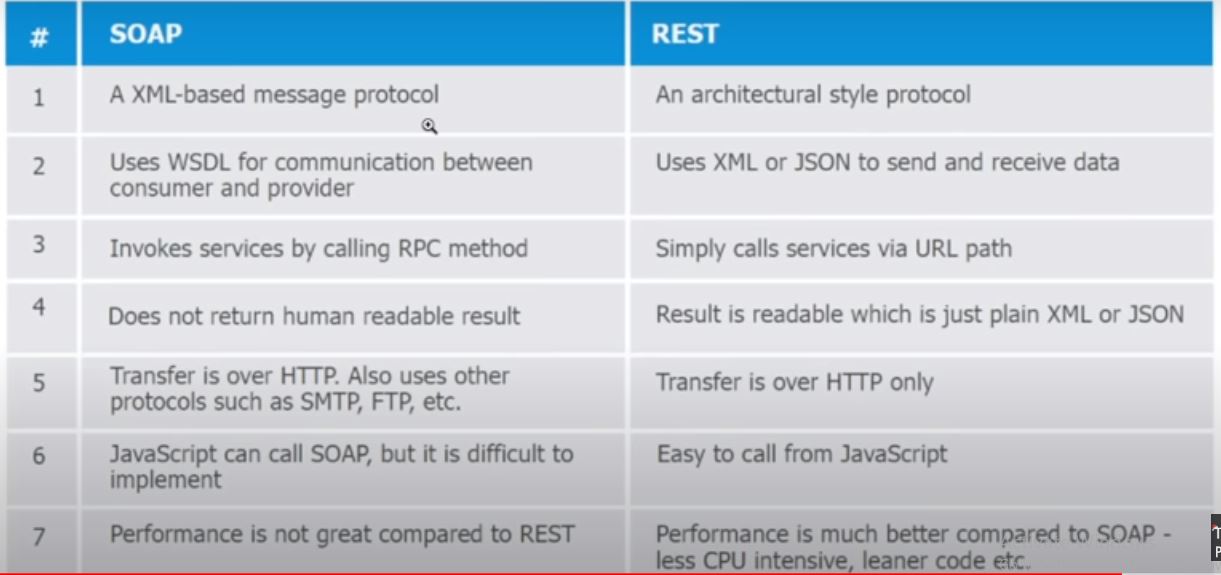 # SOAP REST
1 A XML-based message protocol An architectural style protocol
2 Uses WSDL for communication between Uses XML or JSON to send and receive data
consumer and provider
3 Invokes services by calling RPC method Simply calls services via URL path
4 Does not return human readable result Result is readable which is just plain XML or JSON
5 Transfer is over HTTP. Also uses other Transfer is over HTTP only
protocols such as SMTP, FTP, etc.
6 JavaScript can call SOAP, but it is difficult to Easy to call from JavaScript
implement
7 Performance is not great compared to REST Performance is much better compared to SOAP -
less CPU intensive, leaner code etc.